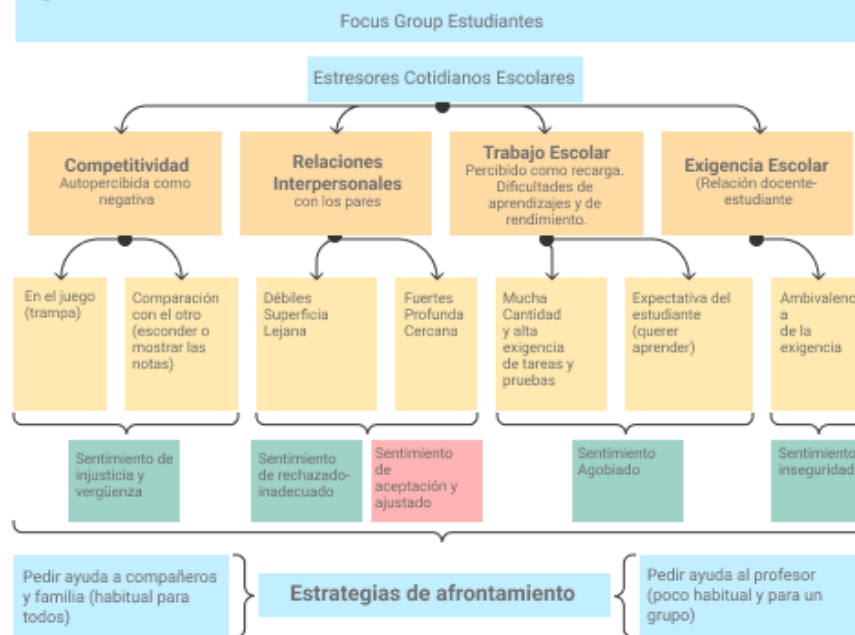 Focus Group Estudiantes
Estresores Cotidianos Escolares
Competitividad
Autopercibida como
negativa
Relaciones
Interpersonales
con los pares
Trabajo Escolar
Percibido como recarga.
Dificultades de
aprendizajes y de
rendimiento.
Exigencia Escolar
(Relación docente-
estudiante
En el juego
(trampa)
Comparación
con el otro
(esconder o
mostrar las
notas)
Débiles
Superficia
Lejana
Fuertes
Profunda
Cercana
Mucha
Cantidad
y alta
exigencia
de tareas y
pruebas
Expectativa del
estudiante
(querer
aprender)
Ambivalenc
a
de la
exigencia
Sentimiento de
injusticia y
vergüenza
Sentimiento
de rechazado-
inadecuado
Sentimiento
de
aceptación y
ajustado
Sentimiento
Agobiado
Sentimiento
inseguridad
Pedir ayuda a compañeros
y familia (habitual para
todos)
Estrategias de afrontamiento
Pedir ayuda al profesor
(poco habitual y para un
grupo)